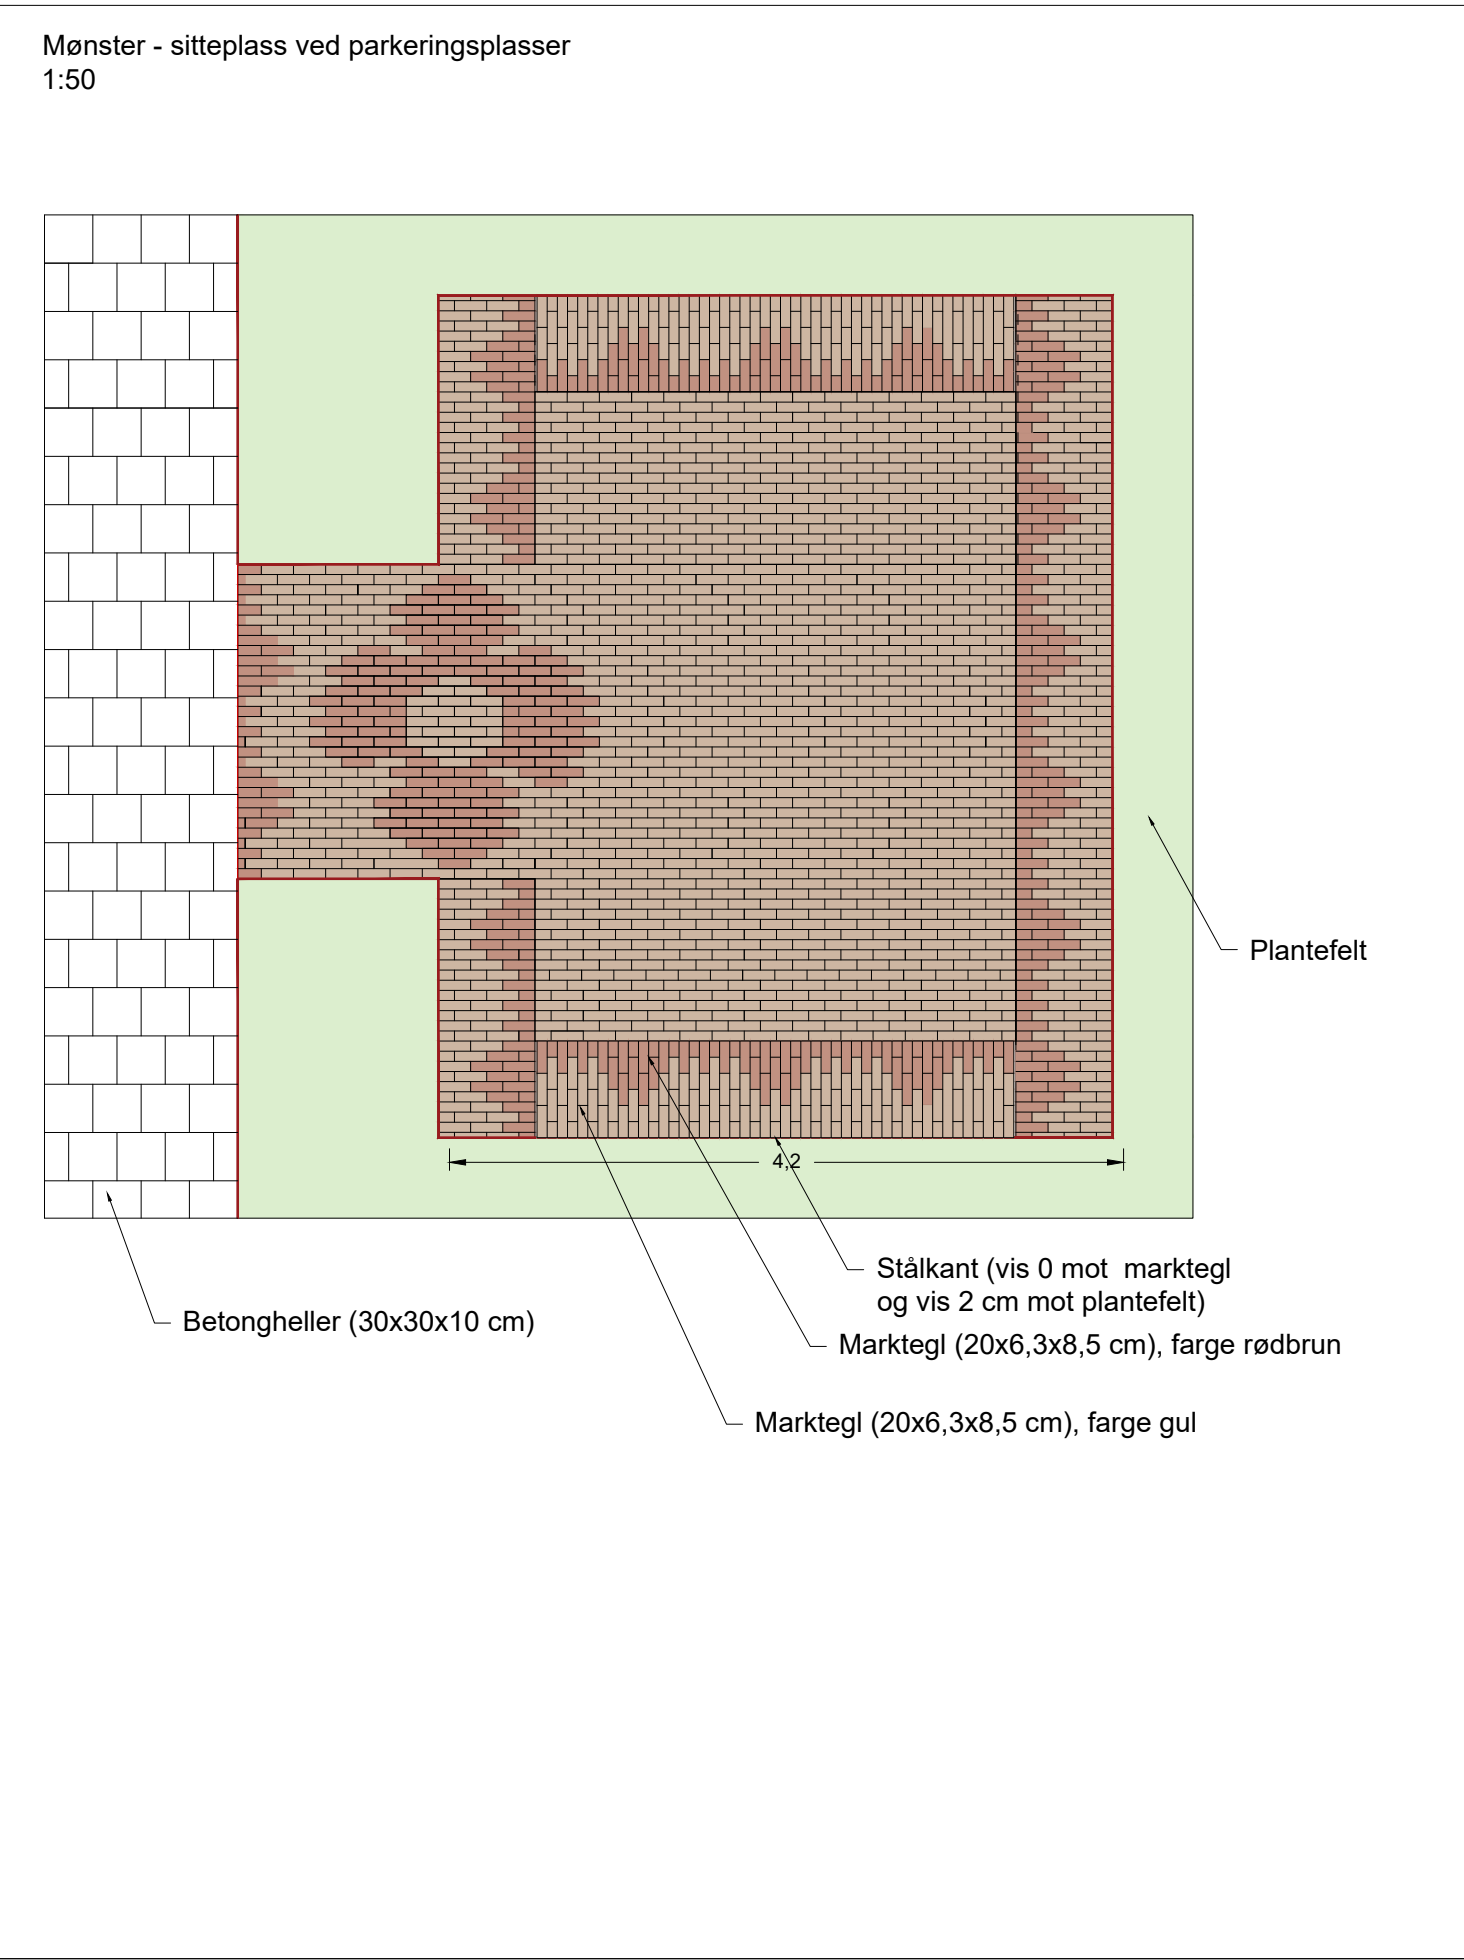 Mønster - sitteplass ved parkeringsplasser
1:50
Plantefelt
4,2
Stålkant (vis 0 mot  marktegl
og vis 2 cm mot plantefelt)
Betongheller (30x30x10 cm)
Marktegl (20x6,3x8,5 cm), farge rødbrun
Marktegl (20x6,3x8,5 cm), farge gul